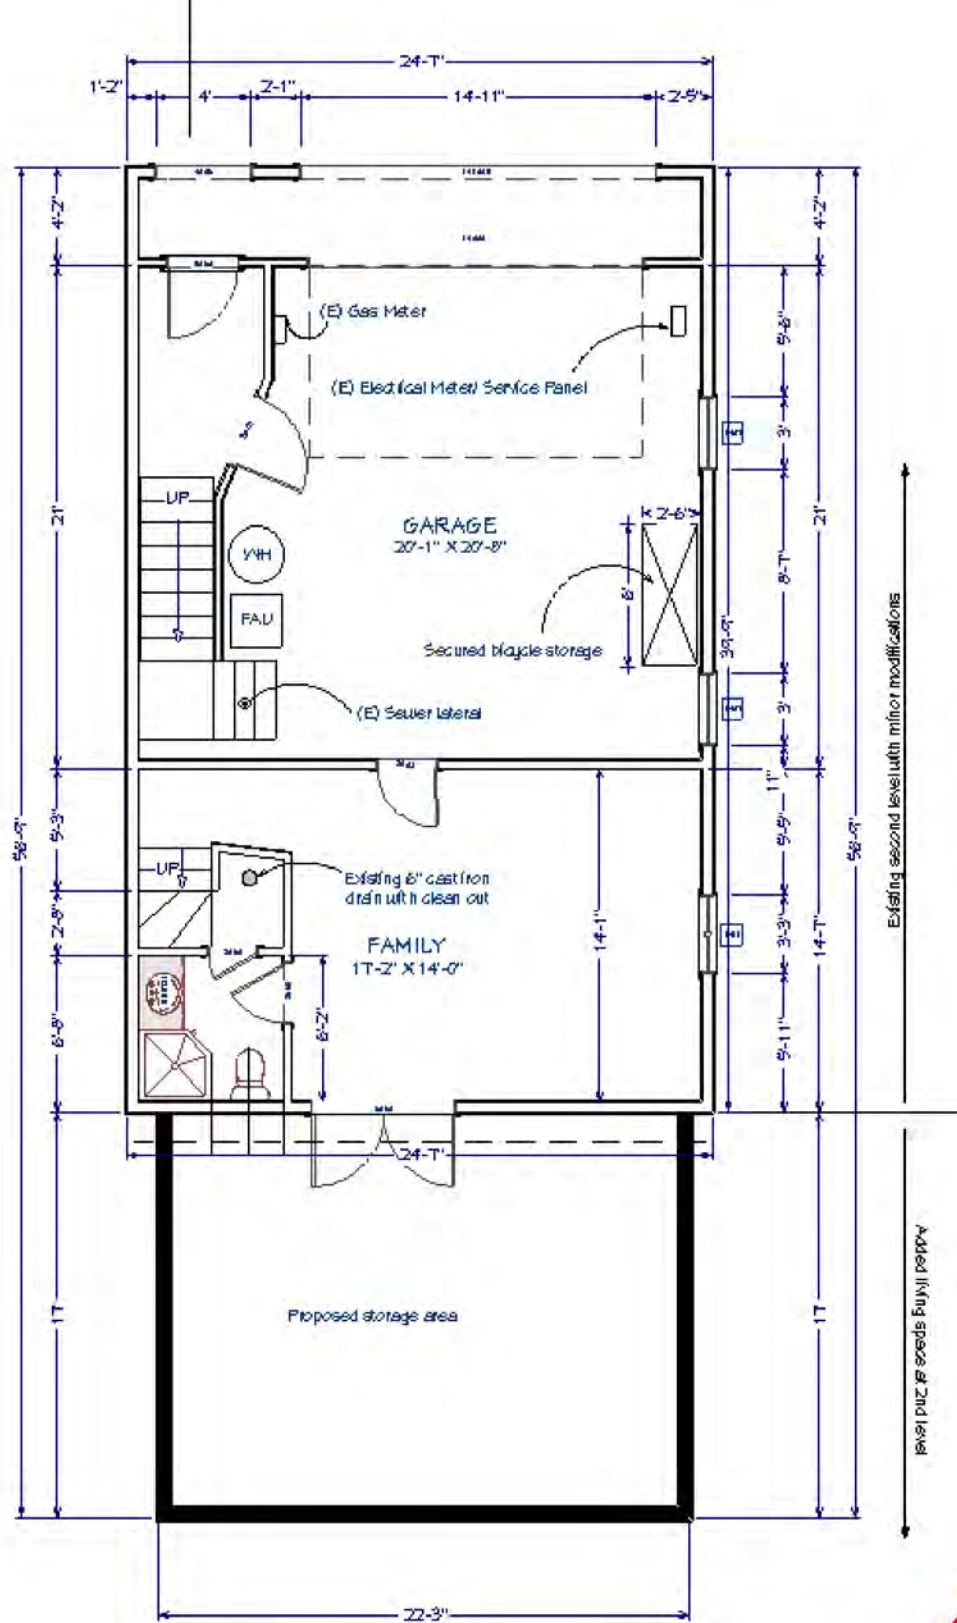 24'-7"
1'-2"
4'
2'-1"
14'-11"
2'-5"
4'-2"
4'-2"
(E) Gas Meter
5'-6"
(E) Electrical Meter/ Service Panel
3'
UP
21'
GARAGE
20'-1" X 20'-8"
2'-6"
21'
WH
8'-7"
6'
FAU
Secured bicycle storage
39'-9"
Existing second level with minor modifications
(E) Sewer lateral
3'
11"
56'-9"
5'-3"
5'-5"
56'-9"
UP
Existing 6" cast iron
drain with clean out
2'-8"
14'-1"
FAMILY
17'-2" X 14'-0"
3'-3"
14'-7"
6'-8"
6'-2"
5'-11"
24'-7"
Proposed storage area
17'
17'
Added living space at 2nd level
22'-3"